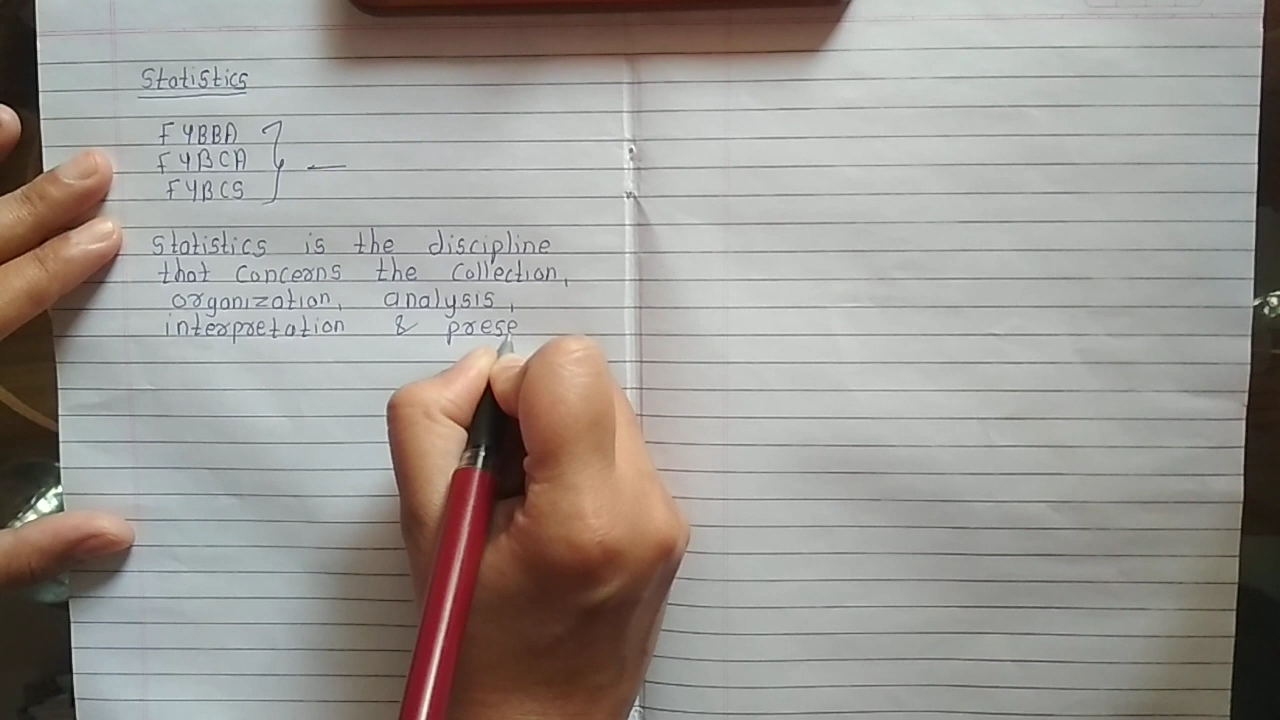 Statistics
FYBBA
FYBCA
FYBCS
Statistics is the discipline
that concerns the collection,
organization, analysis,
interpretation & prese